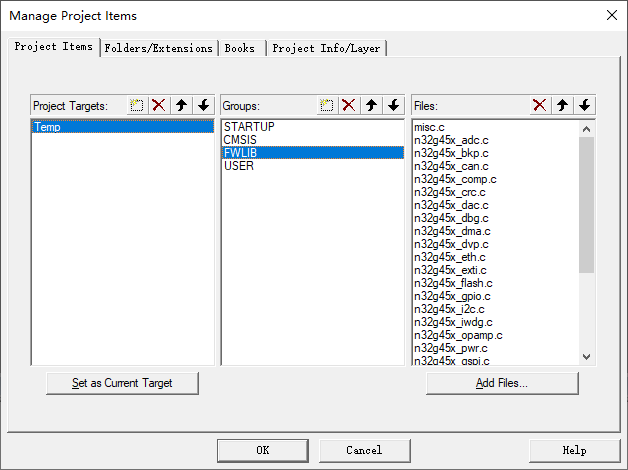 Manage Project Items
Project Items Folders/Extensions Books Project Info/Layer
Project Targets: Groups: Files:
Temp
STARTUP
CMSIS
FWLIB
USER
misc.c
n32g45x_adc.c
n32g45x_bkp.c
n32g45x_can.c
n32g45x_comp.c
n32g45x_crc.c
n32g45x_dac.c
n32g45x_dbg.c
n32g45x_dma.c
n32g45x_dvp.c
n32g45x_eth.c
n32g45x_exti.c
n32g45x_flash.c
n32g45x_gpio.c
n32g45x_i2c.c
n32g45x_iwdg.c
n32g45x_opamp.c
n32g45x_pwr.c
n32g45x_qspi.c
Set as Current Target Add Files...
OK Cancel Help